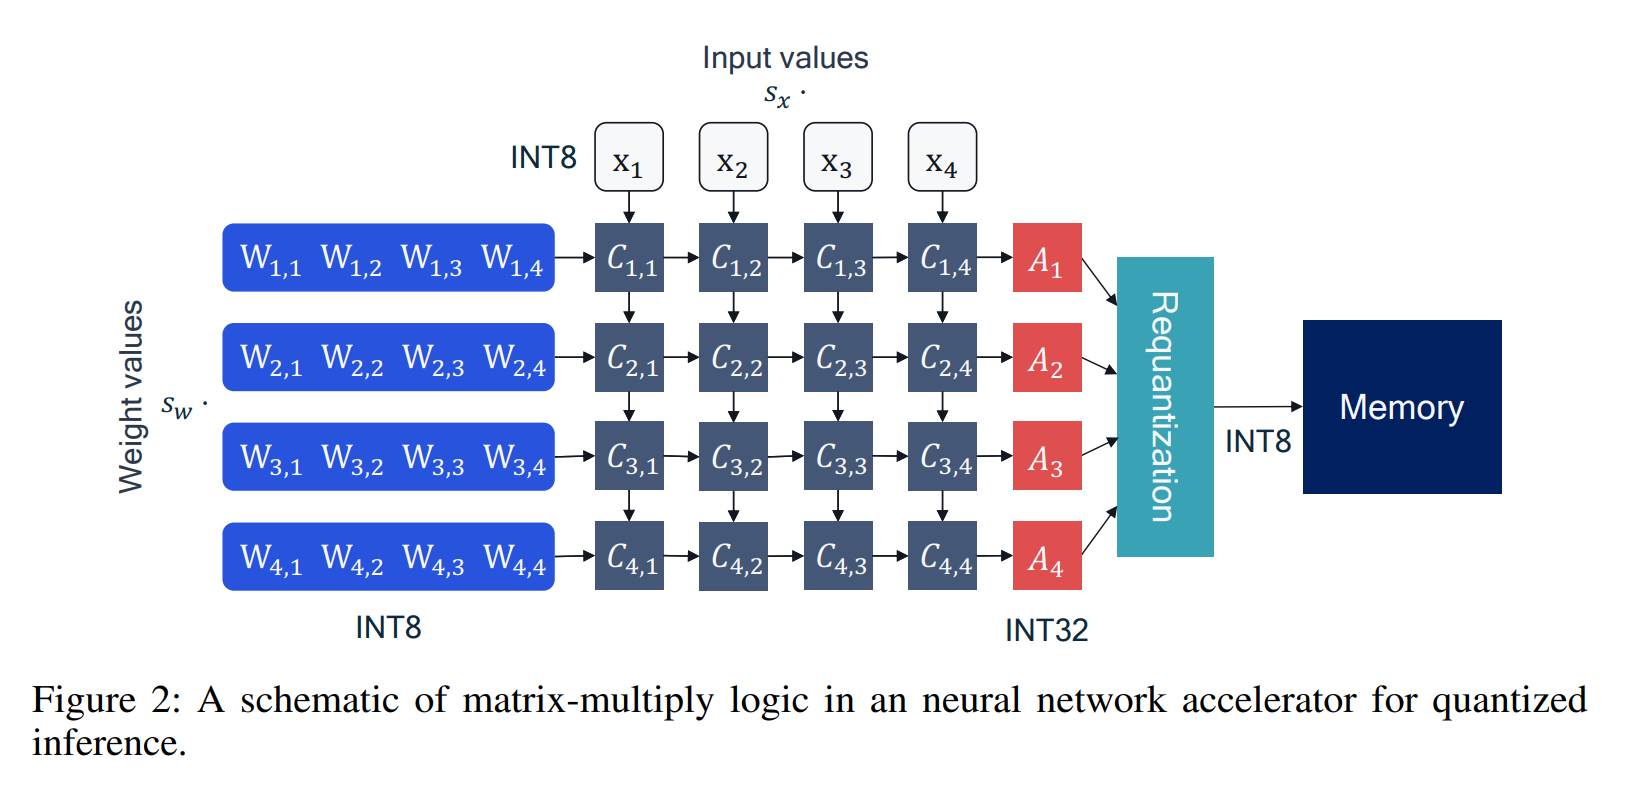 Input values
s_x ·
INT8 x_1 x_2 x_3 x_4
W_{1,1} W_{1,2} W_{1,3} W_{1,4} C_{1,1} C_{1,2} C_{1,3} C_{1,4} A_1
W_{2,1} W_{2,2} W_{2,3} W_{2,4} C_{2,1} C_{2,2} C_{2,3} C_{2,4} A_2
Weight values
s_w ·
W_{3,1} W_{3,2} W_{3,3} W_{3,4} C_{3,1} C_{3,2} C_{3,3} C_{3,4} A_3
W_{4,1} W_{4,2} W_{4,3} W_{4,4} C_{4,1} C_{4,2} C_{4,3} C_{4,4} A_4
Requantization
INT8
Memory
INT8
INT32
Figure 2: A schematic of matrix-multiply logic in an neural network accelerator for quantized
inference.